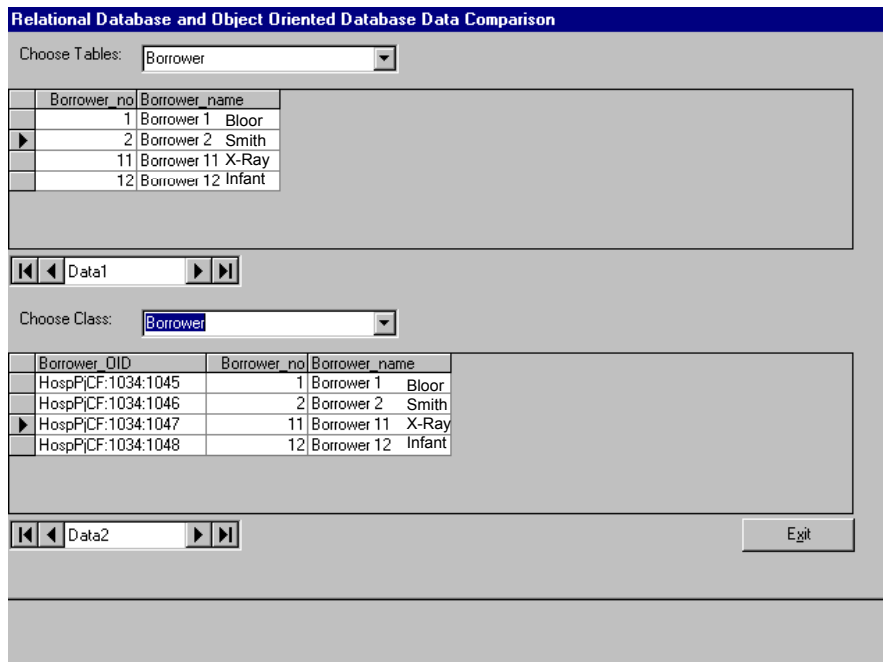 Relational Database and Object Oriented Database Data Comparison
Choose Tables: Borrower
Borrower_no Borrower_name
1 Borrower 1 Bloor
2 Borrower 2 Smith
11 Borrower 11 X-Ray
12 Borrower 12 Infant
Data1
Choose Class: Borrower
Borrower_OID Borrower_no Borrower_name
HospPjCF:1034:1045 1 Borrower 1 Bloor
HospPjCF:1034:1046 2 Borrower 2 Smith
HospPjCF:1034:1047 11 Borrower 11 X-Ray
HospPjCF:1034:1048 12 Borrower 12 Infant
Data2
Exit